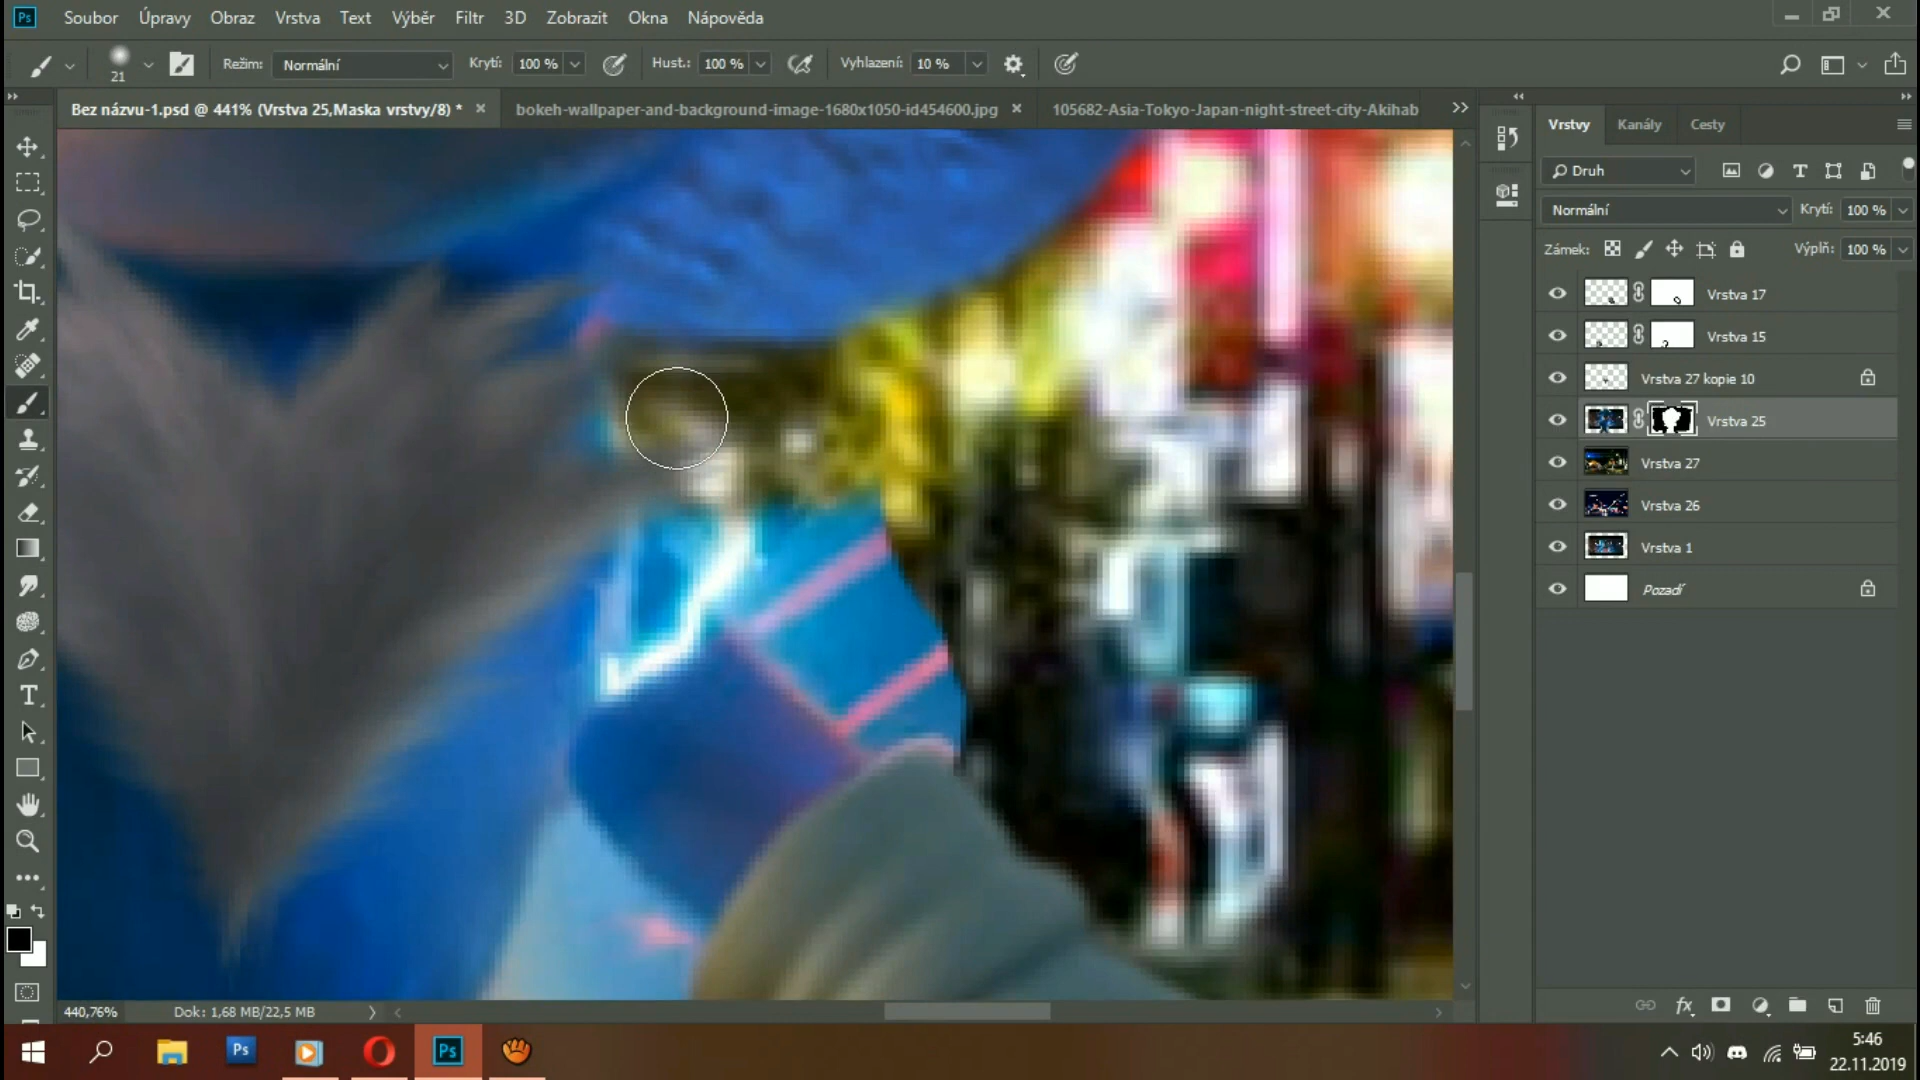 Ps Soubor Úpravy Obraz Vrstva Text Výběr Filtr 3D Zobrazit Okna Nápověda
21 Režim: Normální Krytí: 100 % Hust.: 100 % Vyhlazení: 10 %
Bez názvu-1.psd @ 441% (Vrstva 25,Maska vrstvy/8) * × bokeh-wallpaper-and-background-image-1680x1050-id454600.jpg × 105682-Asia-Tokyo-Japan-night-street-city-Akihab
Vrstvy Kanály Cesty
Druh
Normální Krytí: 100 %
Zámek: Výplň: 100 %
Vrstva 17
Vrstva 15
Vrstva 27 kopie 10
Vrstva 25
Vrstva 27
Vrstva 26
Vrstva 1
Pozadí
440,76% Dok: 1,68 MB/22,5 MB
fx
Ps Ps
5:46
22.11.2019